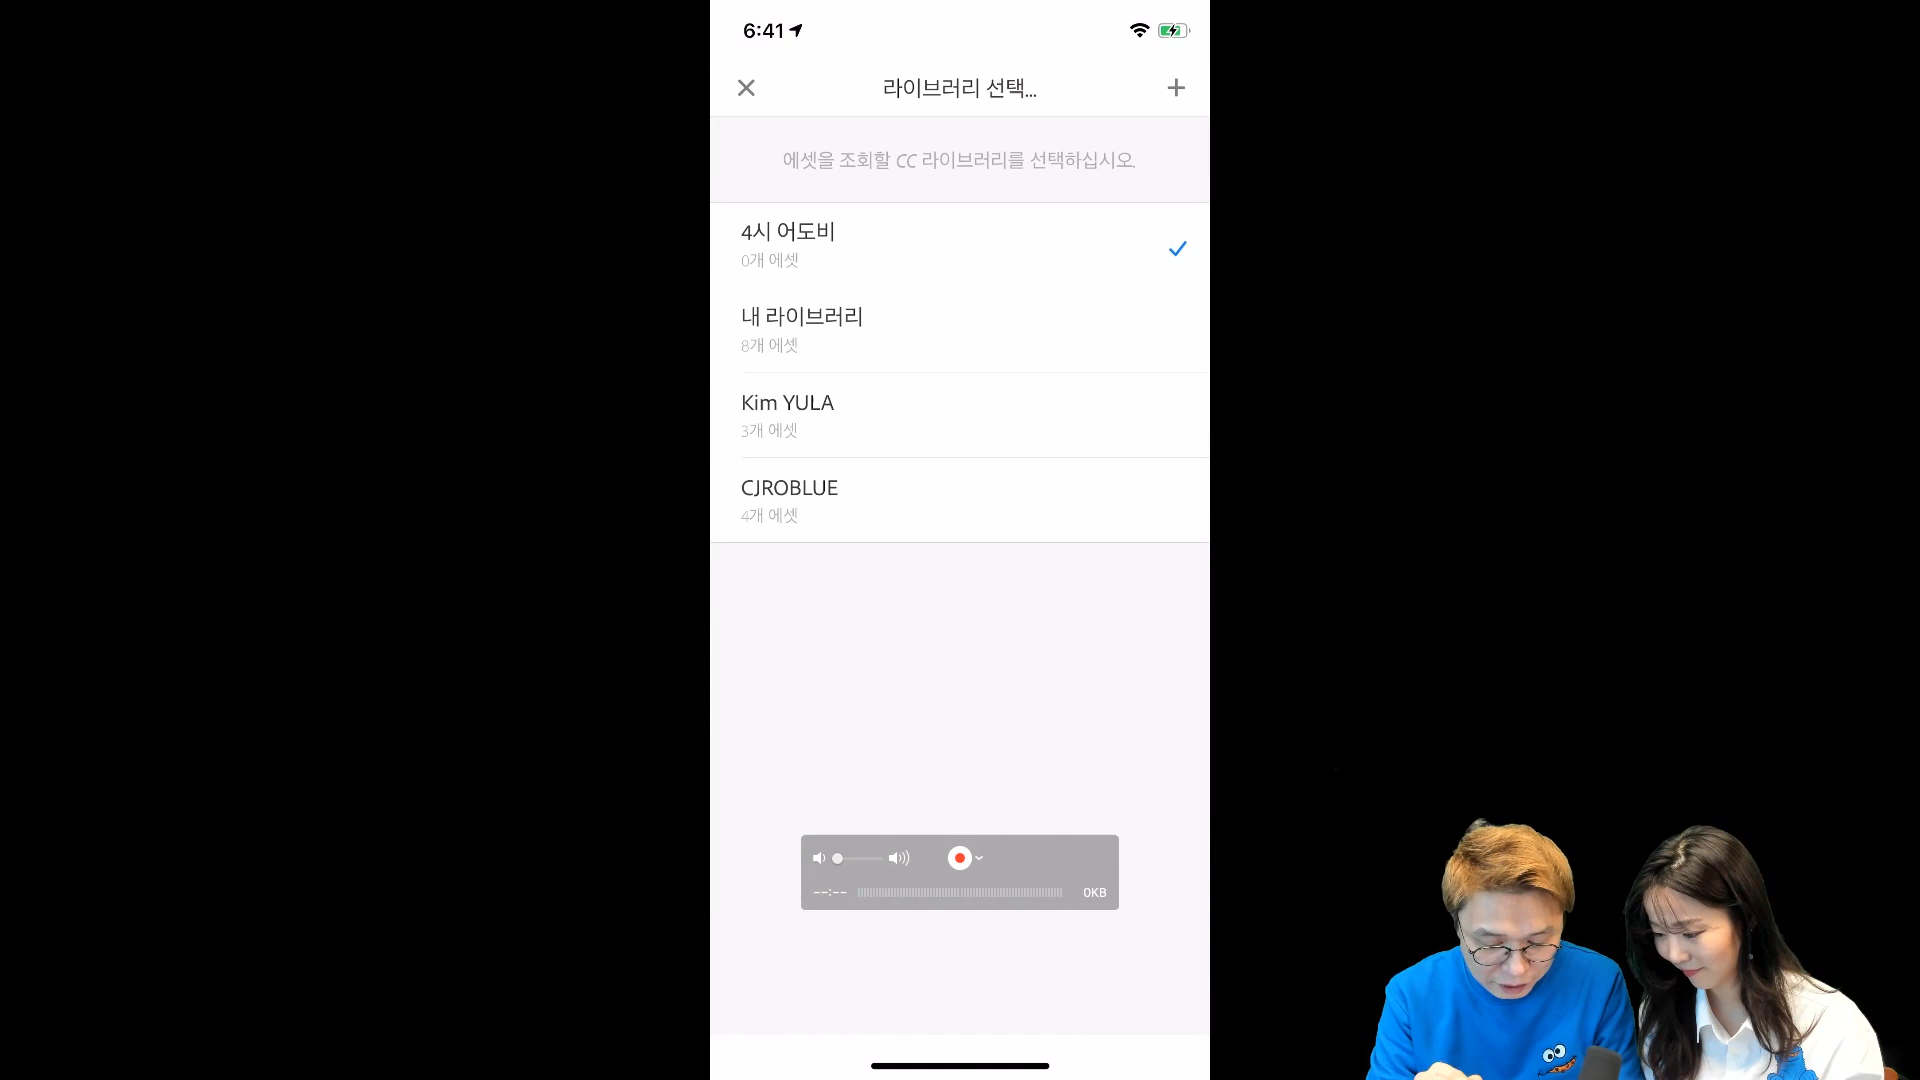 6:41
라이브러리 선택...
에셋을 조회할 CC 라이브러리를 선택하십시오.
4시 어도비
0개 에셋
내 라이브러리
8개 에셋
Kim YULA
3개 에셋
CJROBLUE
4개 에셋
--:--
0KB